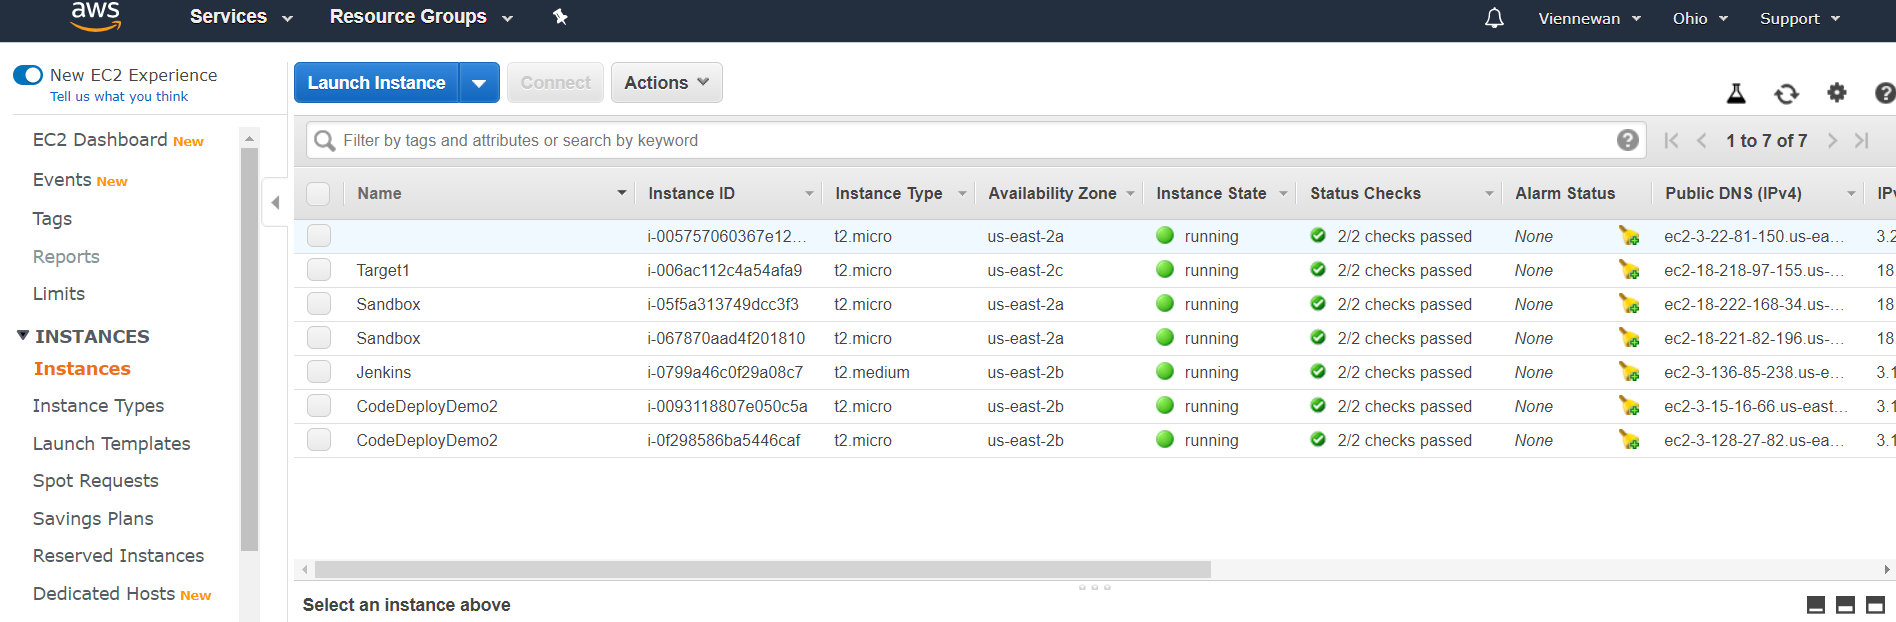 aws Services Resource Groups Viennewan Ohio Support
New EC2 Experience
Tell us what you think
EC2 Dashboard New
Events New
Tags
Reports
Limits
INSTANCES
Instances
Instance Types
Launch Templates
Spot Requests
Savings Plans
Reserved Instances
Dedicated Hosts New
Launch Instance Connect Actions
Filter by tags and attributes or search by keyword 1 to 7 of 7
Name Instance ID Instance Type Availability Zone Instance State Status Checks Alarm Status Public DNS (IPv4) IPv
i-005757060367e12... t2.micro us-east-2a running 2/2 checks passed None ec2-3-22-81-150.us-ea... 3.2
Target1 i-006ac112c4a54afa9 t2.micro us-east-2c running 2/2 checks passed None ec2-18-218-97-155.us-... 18
Sandbox i-05f5a313749dcc3f3 t2.micro us-east-2a running 2/2 checks passed None ec2-18-222-168-34.us-... 18
Sandbox i-067870aad4f201810 t2.micro us-east-2a running 2/2 checks passed None ec2-18-221-82-196.us-... 18
Jenkins i-0799a46c0f29a08c7 t2.medium us-east-2b running 2/2 checks passed None ec2-3-136-85-238.us-e... 3.1
CodeDeployDemo2 i-0093118807e050c5a t2.micro us-east-2b running 2/2 checks passed None ec2-3-15-16-66.us-east... 3.1
CodeDeployDemo2 i-0f298586ba5446caf t2.micro us-east-2b running 2/2 checks passed None ec2-3-128-27-82.us-ea... 3.1
Select an instance above